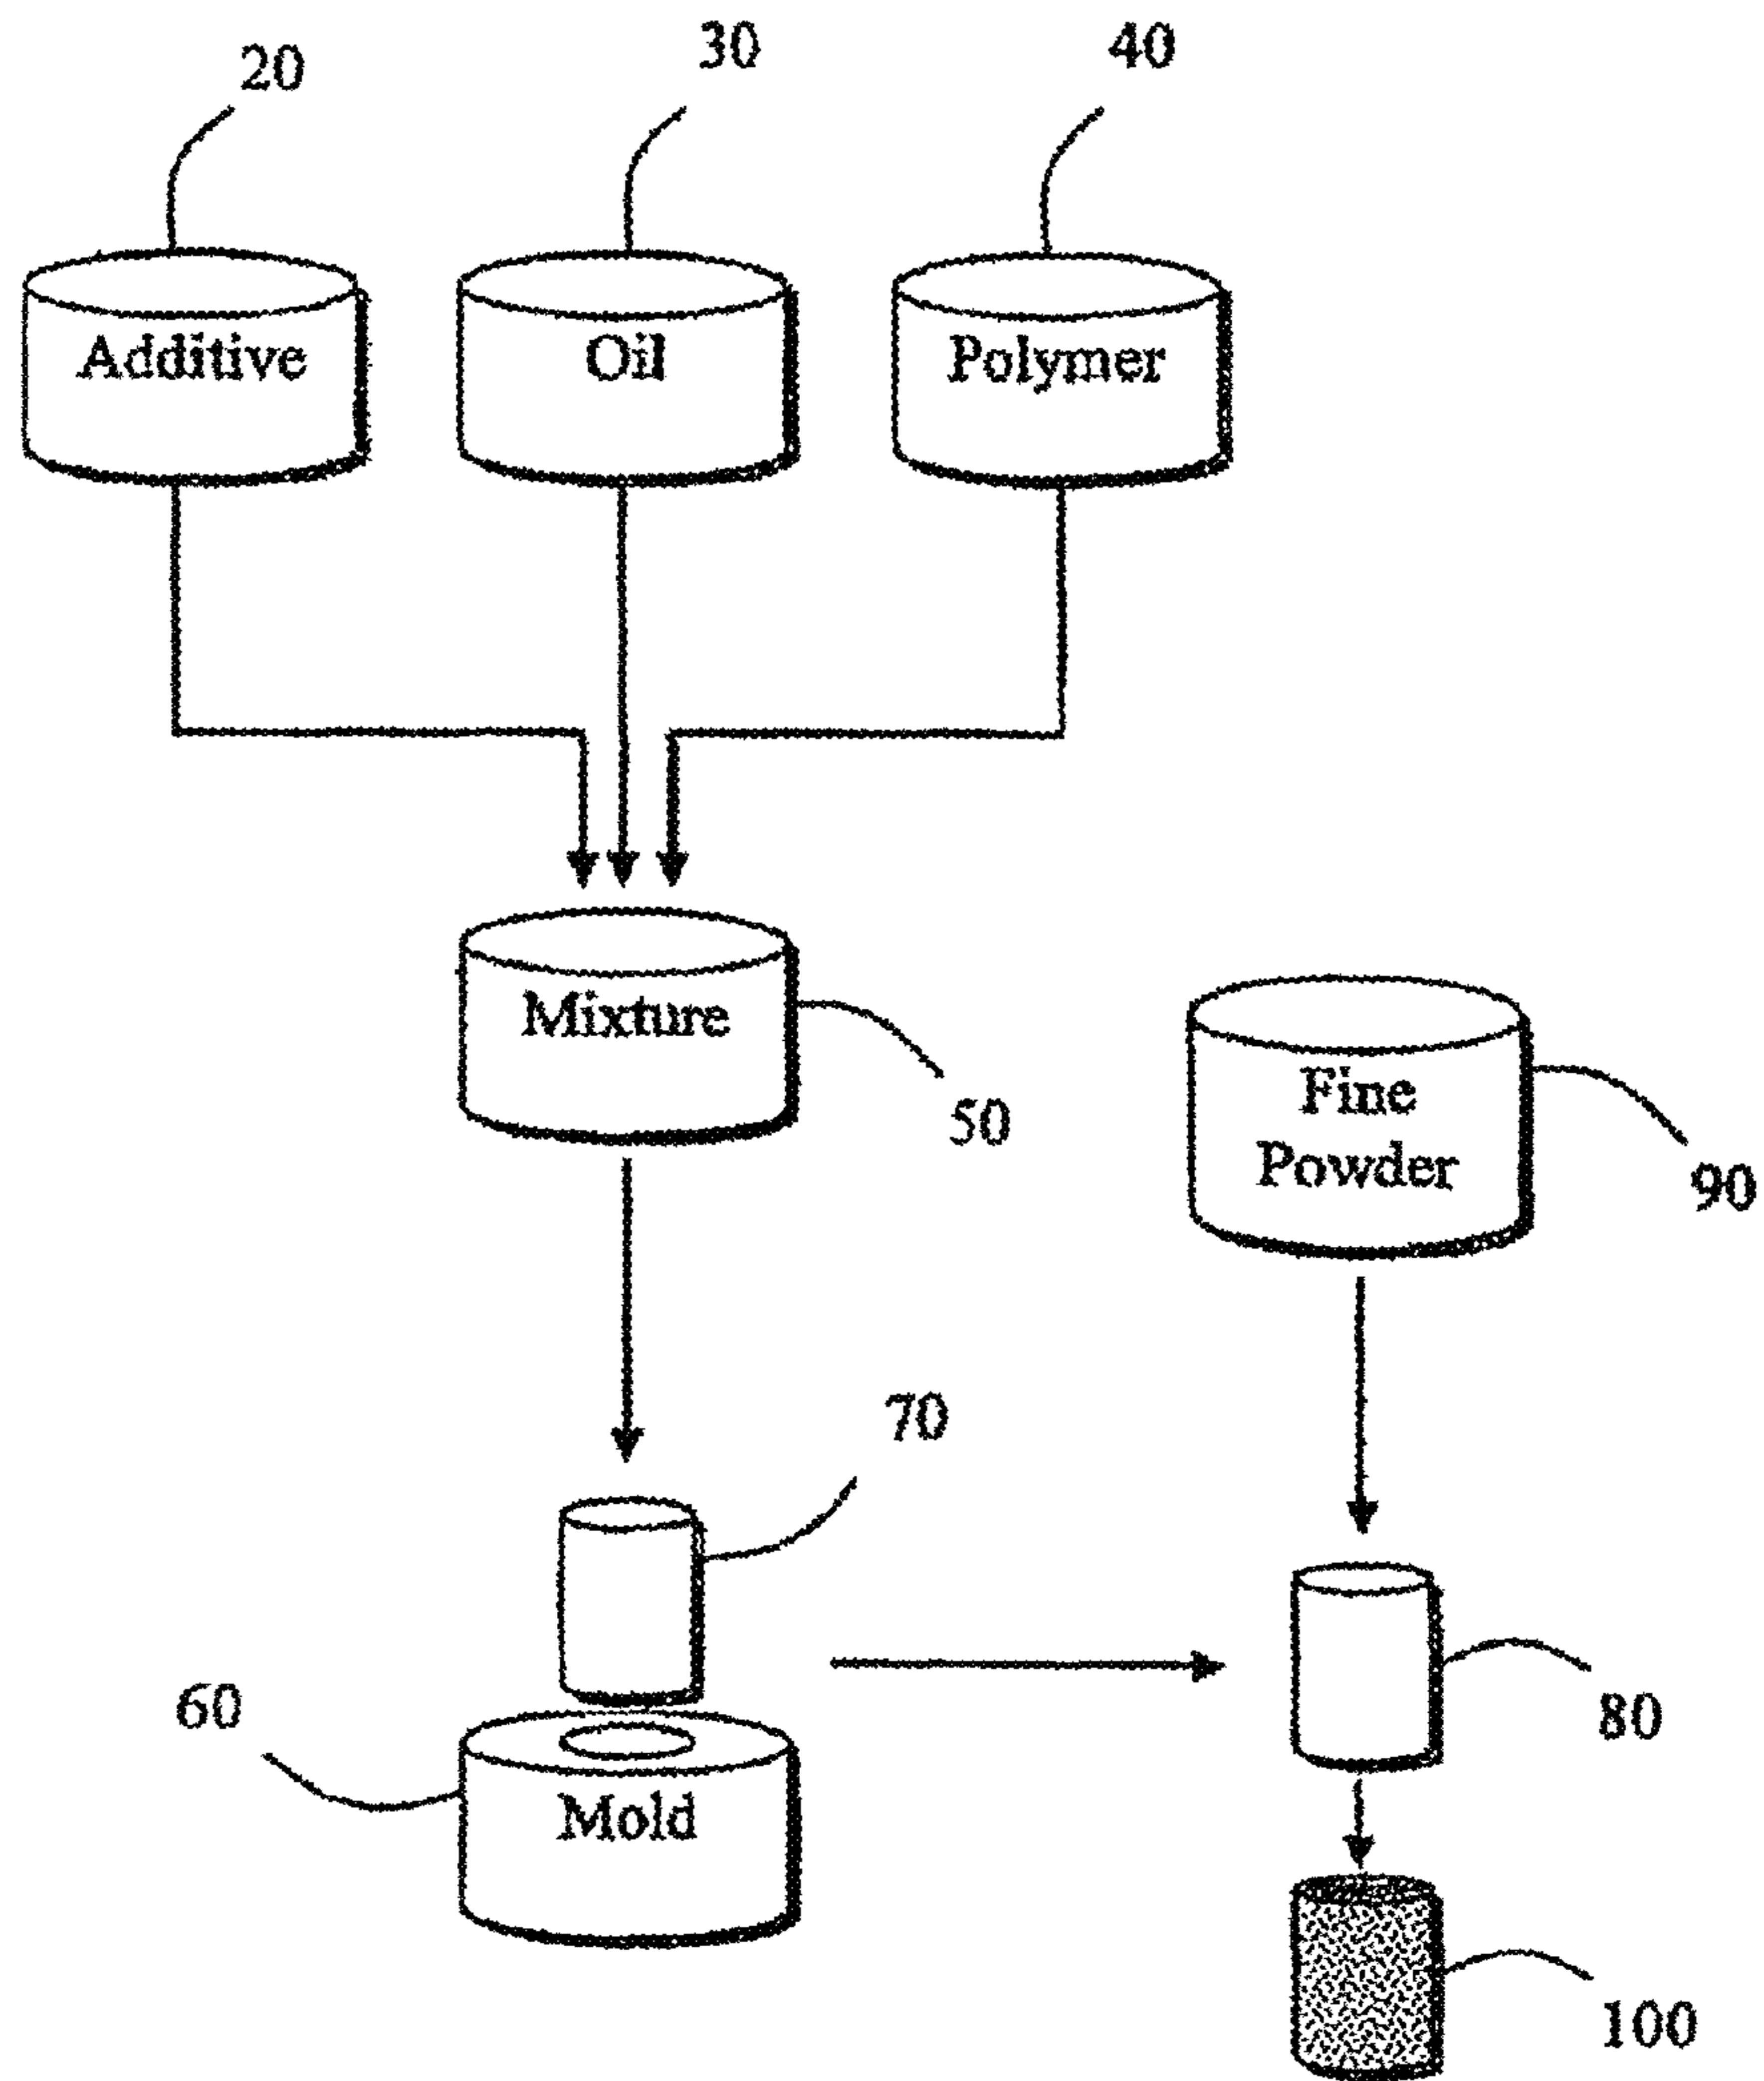 20
30
40
Additive
Oil
Polymer
Mixture
50
Fine
Powder
90
70
60
Mold
80
100